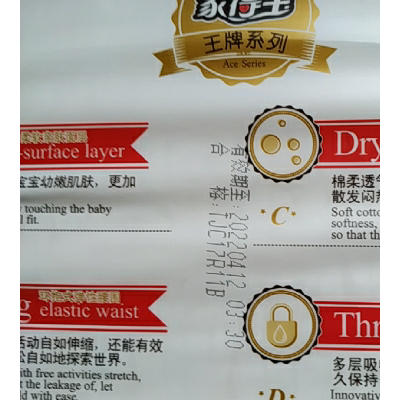 家得宝
王牌系列
Ace Series
-surface layer
宝宝幼嫩肌肤，更加
touching the baby
l fit.
Dry
棉柔透气
散发闷热
Soft cotto
softness,
so that th
C
有效期至:20220412 03:30
合 格:TJC17R11B
g elastic waist
活动自如伸缩，还能有效
公自如地探索世界。
with free activities stretch,
t the leakage of, let
ld with ease.
Thr
多层吸收
久保持
Innovative
D